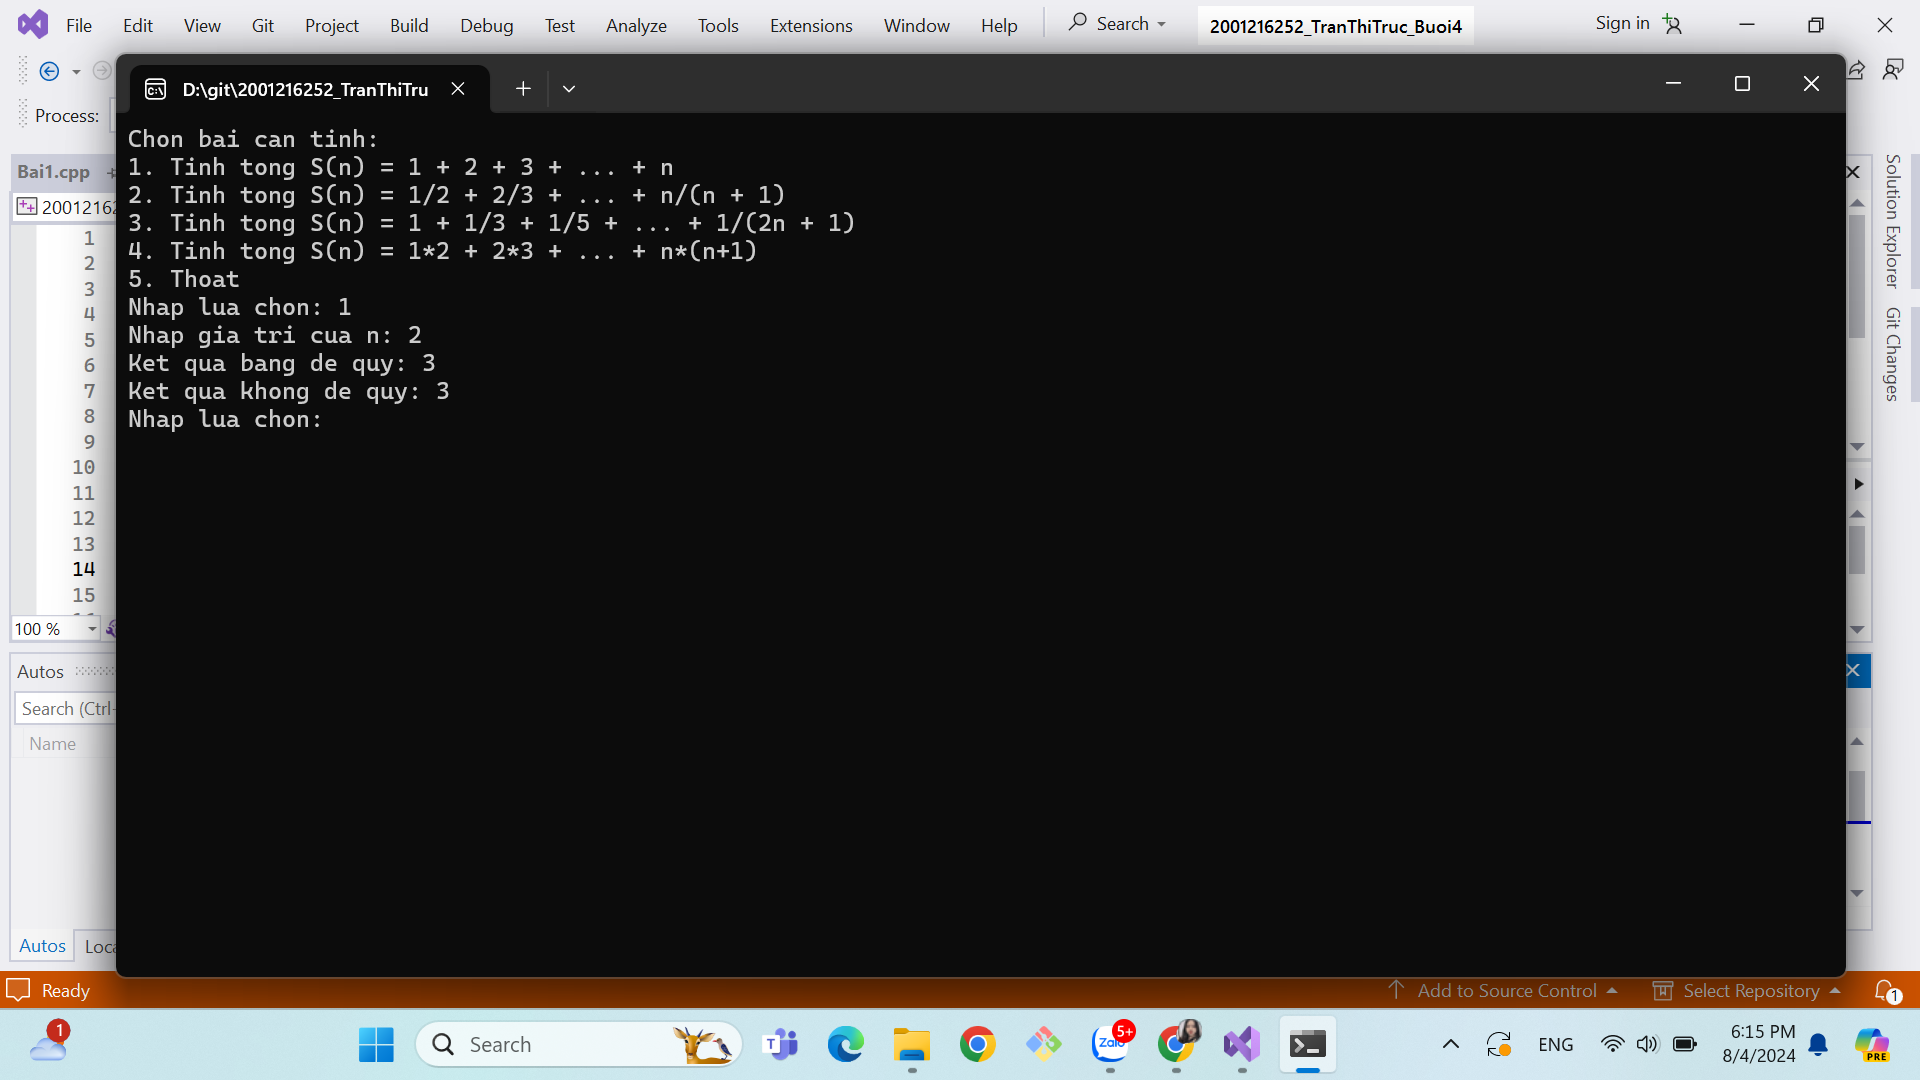 File Edit View Git Project Build Debug Test Analyze Tools Extensions Window Help Search 2001216252_TranThiTruc_Buoi4 Sign in
D:\git\2001216252_TranThiTru
Process:
Chon bai can tinh:
1. Tinh tong S(n) = 1 + 2 + 3 + ... + n
2. Tinh tong S(n) = 1/2 + 2/3 + ... + n/(n + 1)
3. Tinh tong S(n) = 1 + 1/3 + 1/5 + ... + 1/(2n + 1)
4. Tinh tong S(n) = 1*2 + 2*3 + ... + n*(n+1)
5. Thoat
Nhap lua chon: 1
Nhap gia tri cua n: 2
Ket qua bang de quy: 3
Ket qua khong de quy: 3
Nhap lua chon:
Bai1.cpp
2001216
1
2
3
4
5
6
7
8
9
10
11
12
13
14
15
100 %
Autos
Search (Ctrl-
Name
Autos Loca
Solution Explorer
Git Changes
Ready Add to Source Control Select Repository 1
1 Search 5+ Zalo ENG 6:15 PM
8/4/2024 PRE